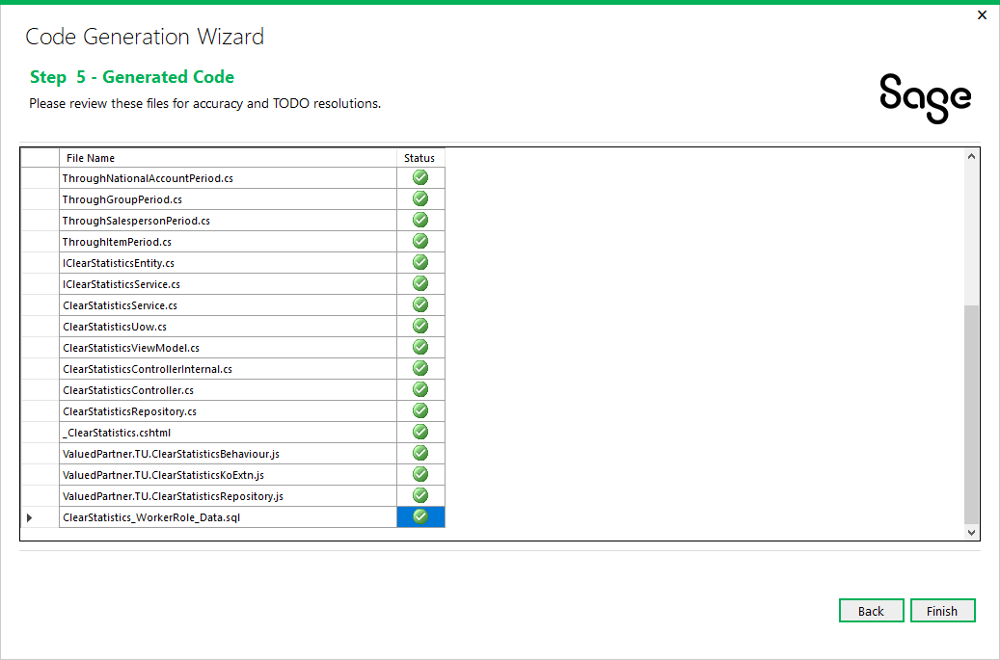 Code Generation Wizard
Step 5 - Generated Code
Please review these files for accuracy and TODO resolutions.
Sage
File Name Status
ThroughNationalAccountPeriod.cs
ThroughGroupPeriod.cs
ThroughSalespersonPeriod.cs
ThroughItemPeriod.cs
IClearStatisticsEntity.cs
IClearStatisticsService.cs
ClearStatisticsService.cs
ClearStatisticsUow.cs
ClearStatisticsViewModel.cs
ClearStatisticsControllerInternal.cs
ClearStatisticsController.cs
ClearStatisticsRepository.cs
_ClearStatistics.cshtml
ValuedPartner.TU.ClearStatisticsBehaviour.js
ValuedPartner.TU.ClearStatisticsKoExtn.js
ValuedPartner.TU.ClearStatisticsRepository.js
ClearStatistics_WorkerRole_Data.sql
Back Finish